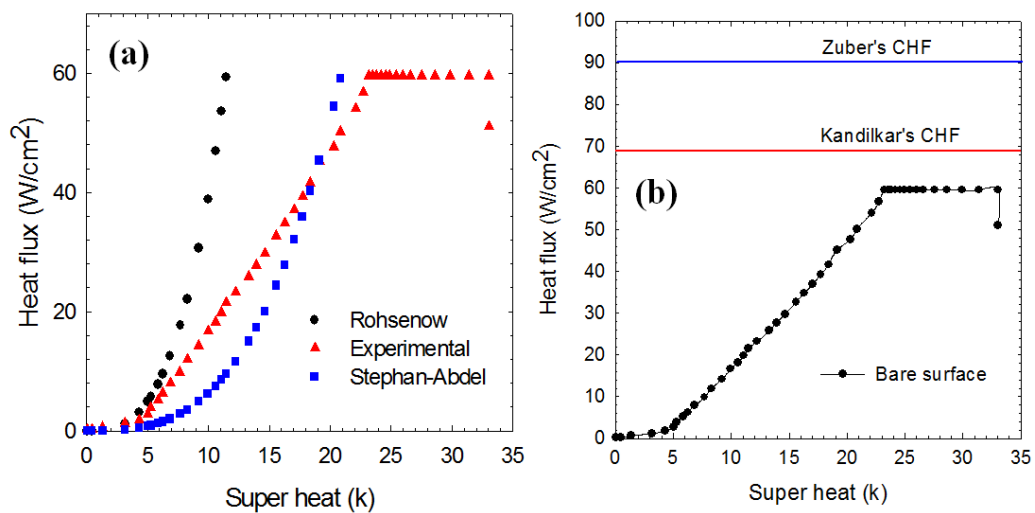 (a)
Heat flux (W/cm²)
60
40
20
0
Rohsenow
Experimental
Stephan-Abdel
0 5 10 15 20 25 30 35
Super heat (k)
(b)
Heat flux (W/cm²)
100
90
80
70
60
50
40
30
20
10
0
Zuber's CHF
Kandilkar's CHF
Bare surface
0 5 10 15 20 25 30 35
Super heat (k)